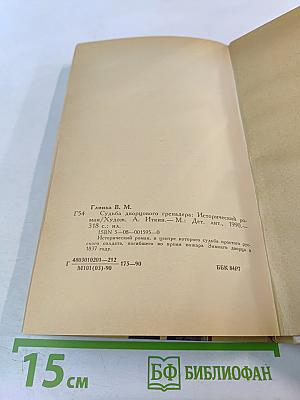 Глинка В. М.
Г54 Судьба дворцового гренадера: Исторический ро-
ман/Худож. А. Иткин.— М.: Дет. лит., 1990.—
318 с.: ил.
ISBN 5—08—001595—0
Исторический роман, в центре которого судьба простого рус-
ского солдата, погибшего во время пожара Зимнего дворца в
1837 году.
Г 4803010201—212 175—90
М101(03)-90
ББК 84Р7
15 см
БФ БИБЛИОФАН